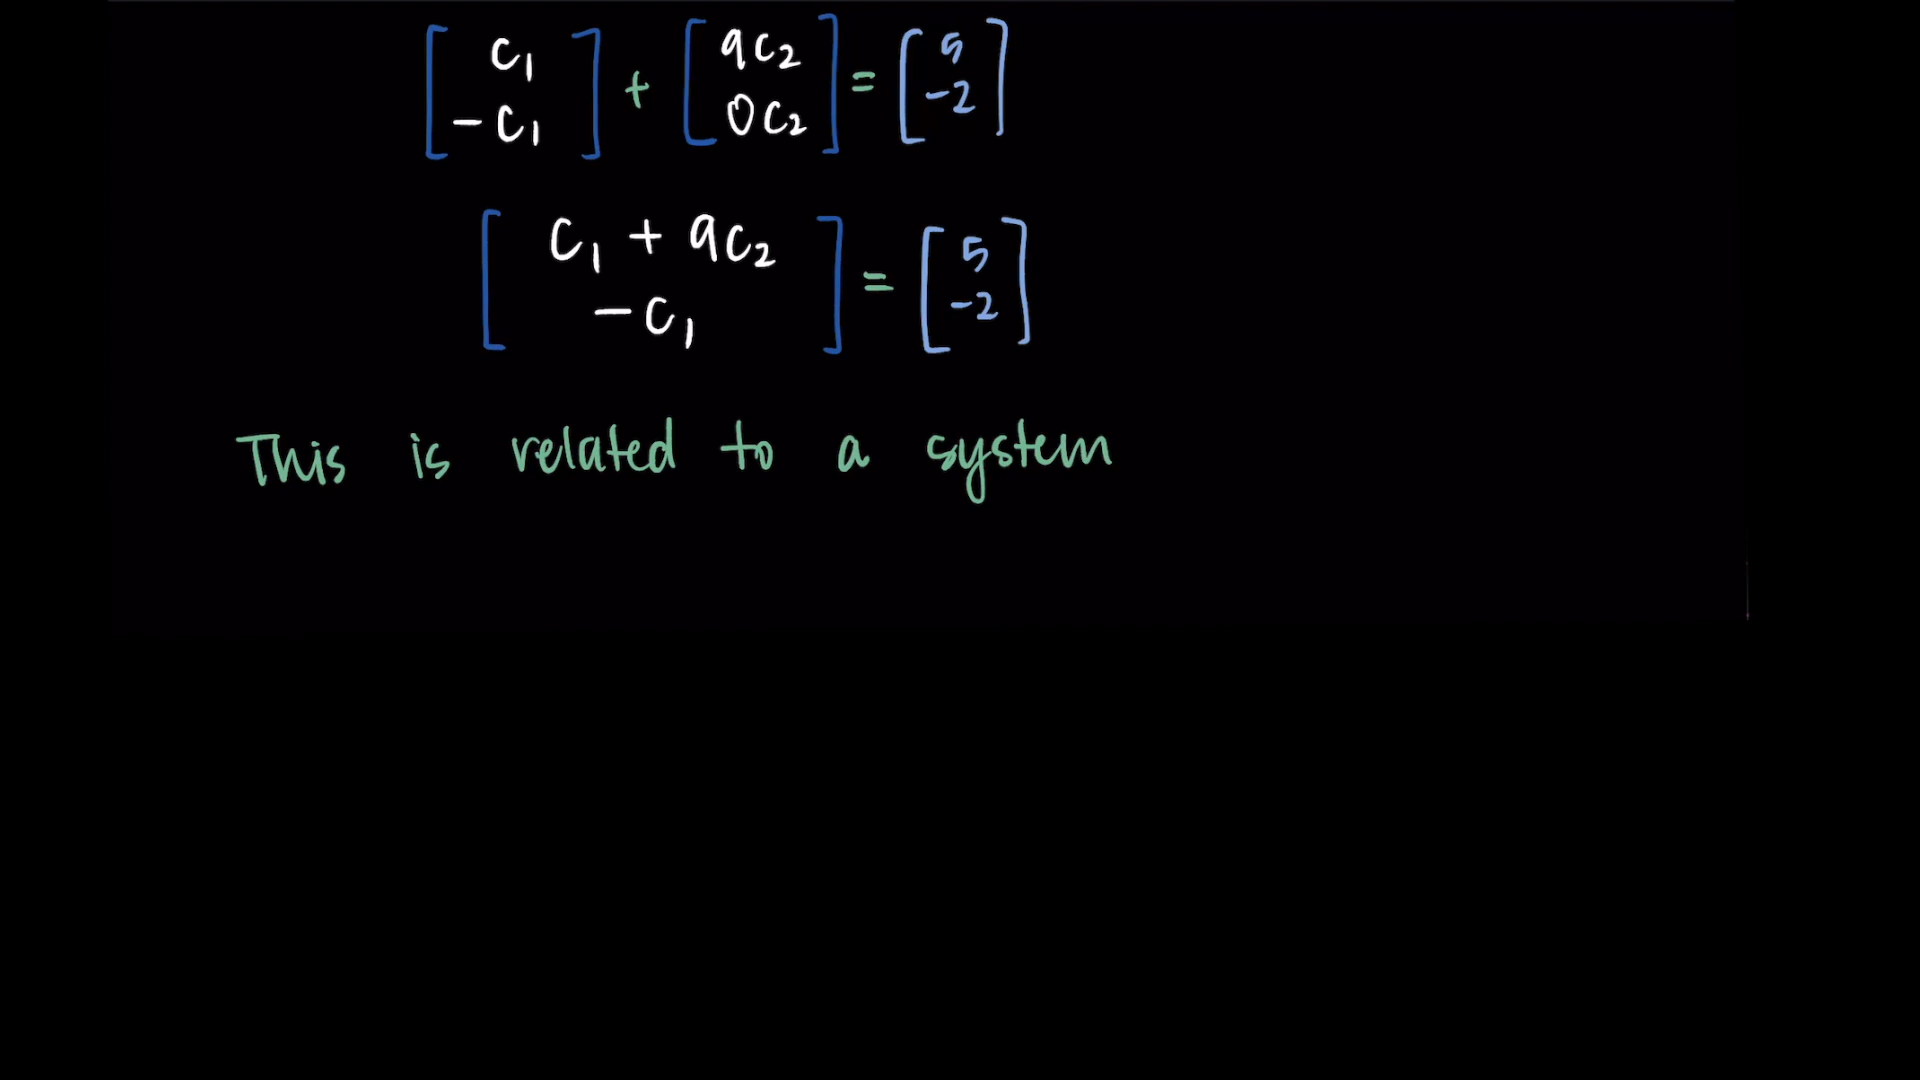 [ c₁ -c₁ ] + [ 9c₂ 0c₂ ] = [ 5 -2 ]
[ c₁ + 9c₂ -c₁ ] = [ 5 -2 ]
This is related to a system